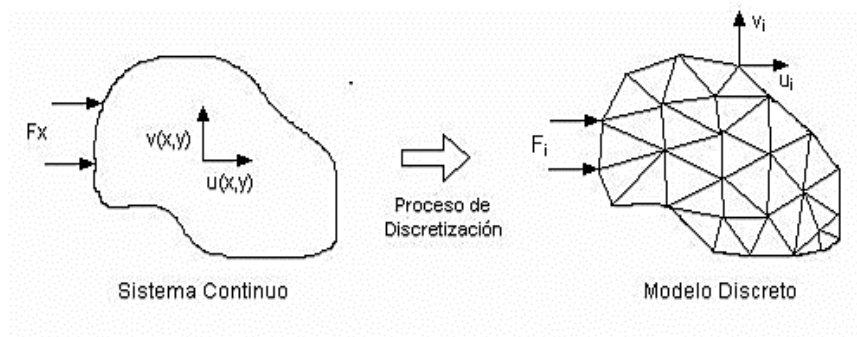 Fx
v(x,y)
u(x,y)
Sistema Continuo
Proceso de
Discretización
vi
ui
Fi
Modelo Discreto